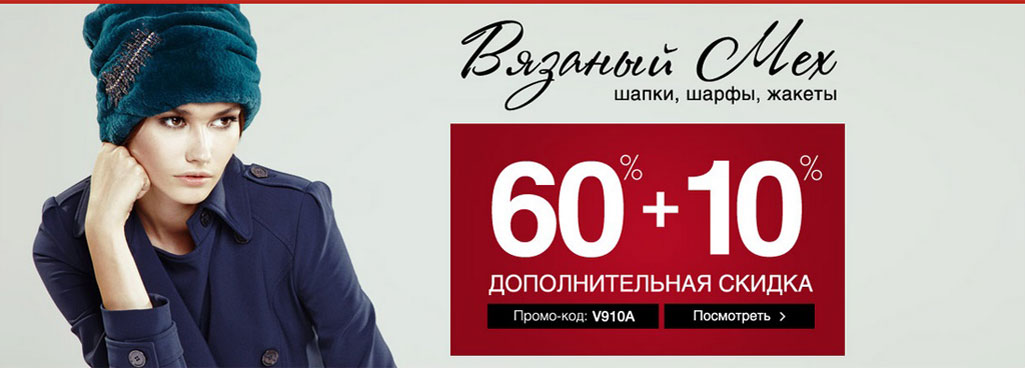 Вязаный Мех
шапки, шарфы, жакеты
60% + 10%
ДОПОЛНИТЕЛЬНАЯ СКИДКА
Промо-код: V910A
Посмотреть >